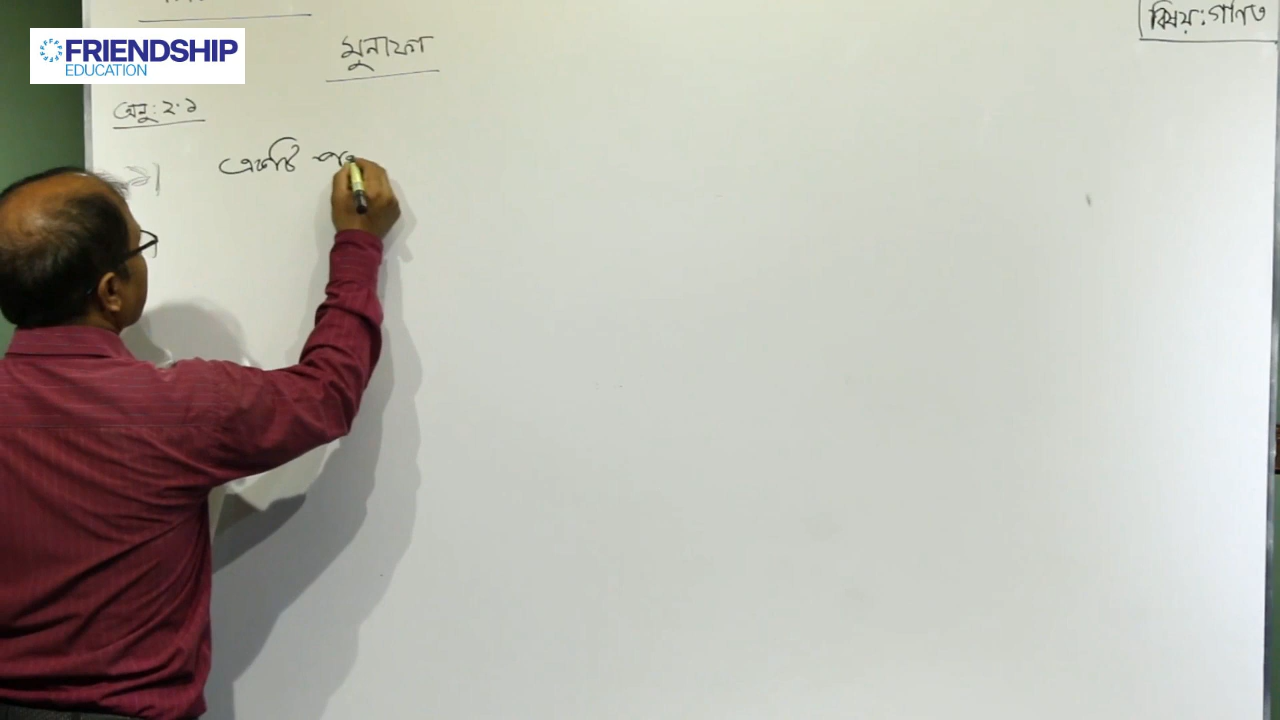 FRIENDSHIP
EDUCATION
বিষয়: গণিত
মুনাফা
অনু: ২.১
একটি